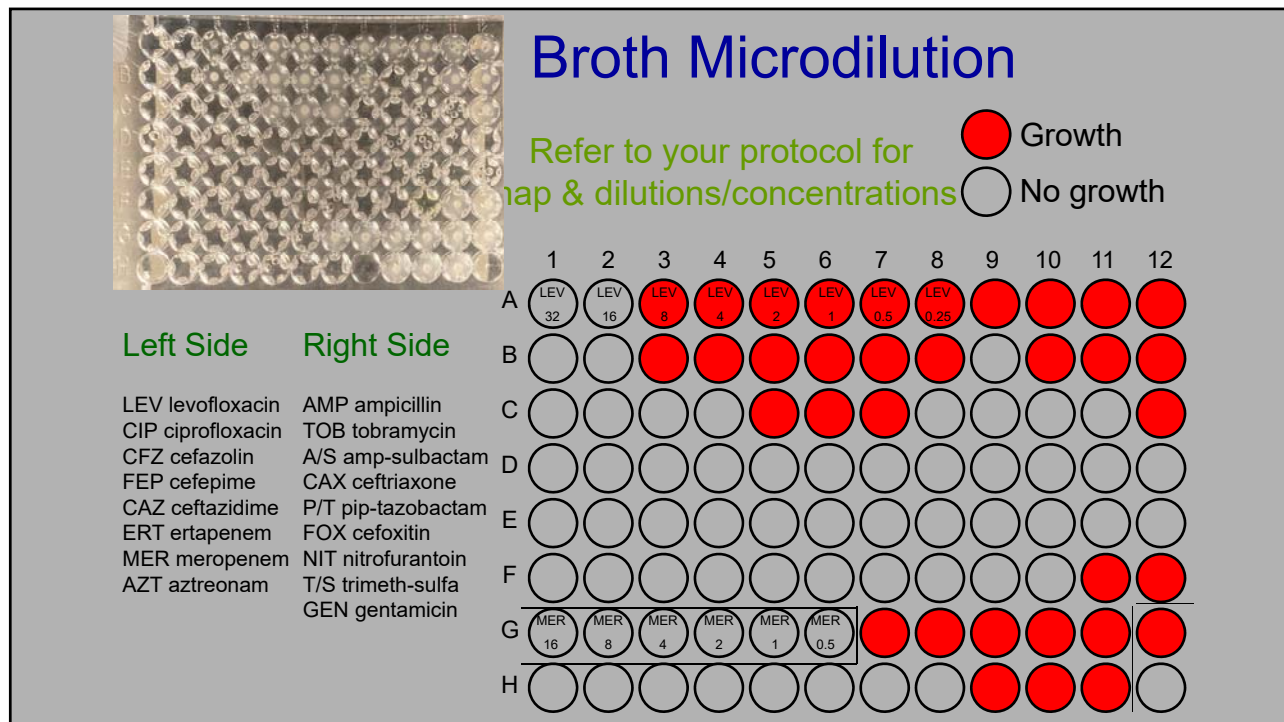 Broth Microdilution
Refer to your protocol for
map & dilutions/concentrations
Growth
No growth
1 2 3 4 5 6 7 8 9 10 11 12
A LEV LEV LEV LEV LEV LEV LEV LEV
32 16 8 4 2 1 0.5 0.25
B
C
D
E
F
G MER MER MER MER MER MER
16 8 4 2 1 0.5
H
Left Side
LEV levofloxacin
CIP ciprofloxacin
CFZ cefazolin
FEP cefepime
CAZ ceftazidime
ERT ertapenem
MER meropenem
AZT aztreonam
Right Side
AMP ampicillin
TOB tobramycin
A/S amp-sulbactam
CAX ceftriaxone
P/T pip-tazobactam
FOX cefoxitin
NIT nitrofurantoin
T/S trimeth-sulfa
GEN gentamicin